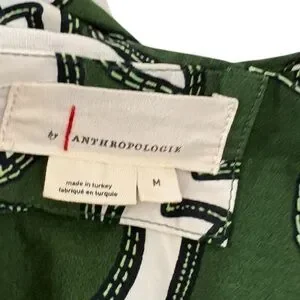 by ANTHROPOLOGIE
made in turkey
fabriqué en turquie
M